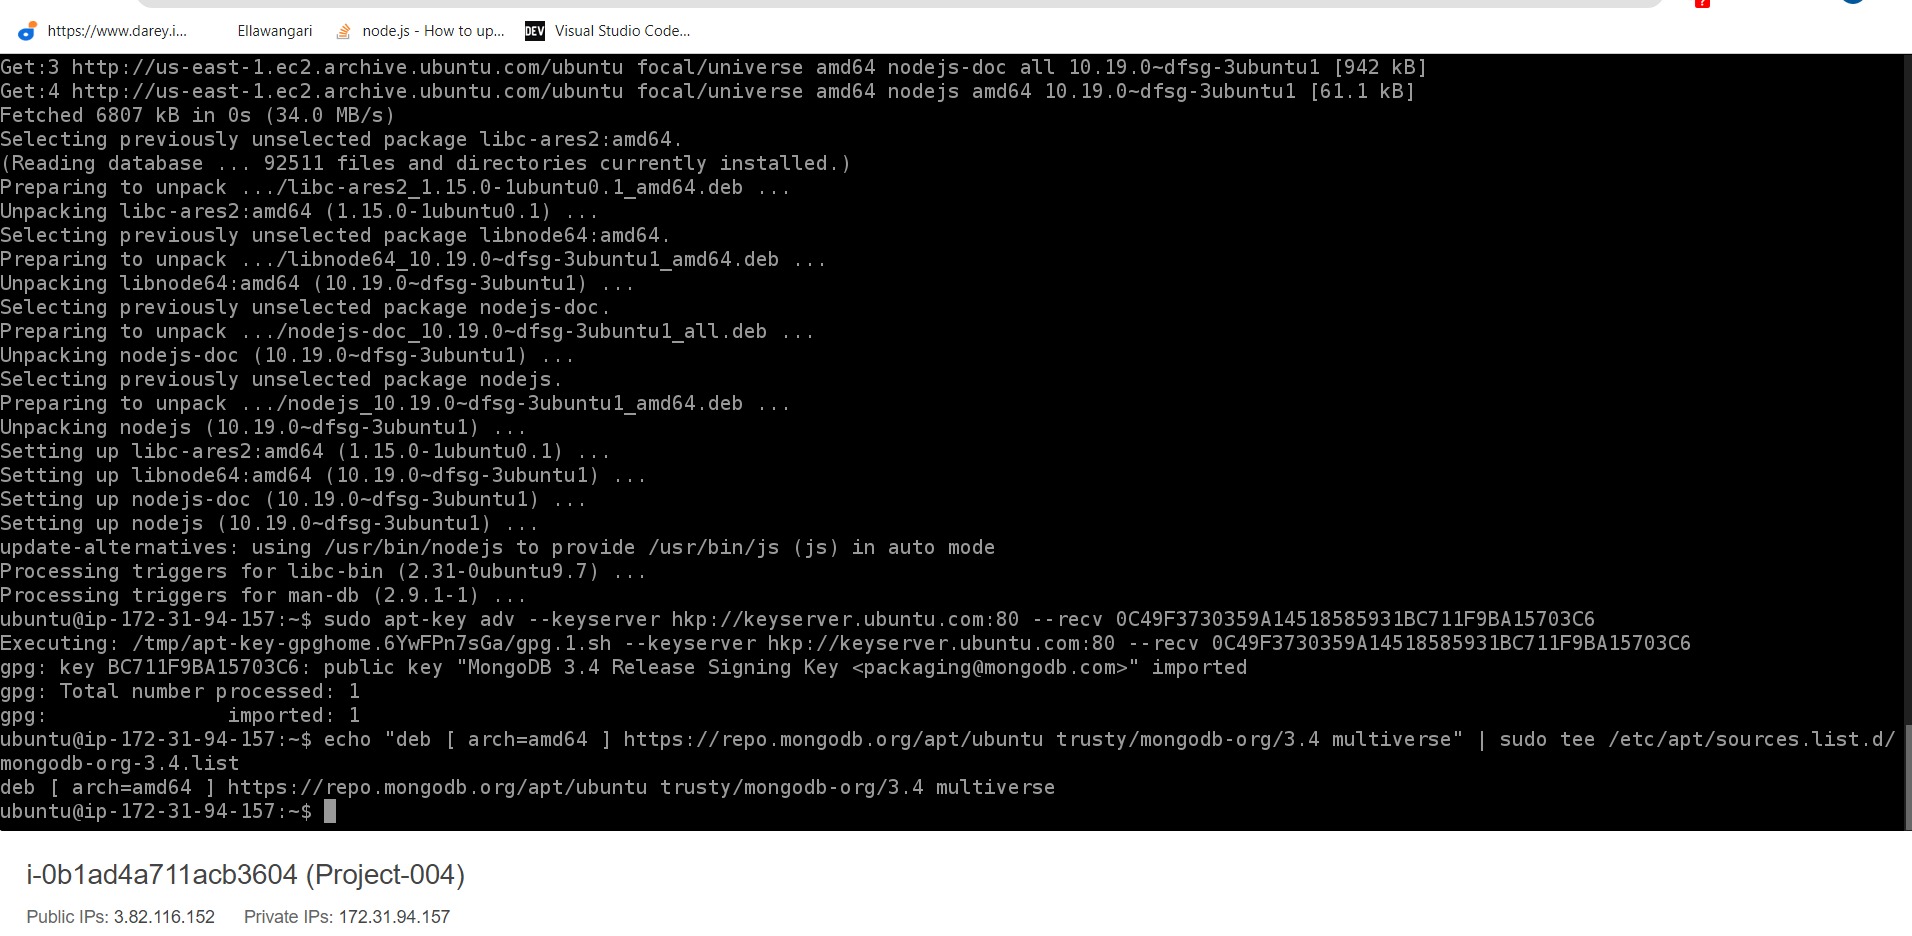 https://www.darey.i... Ellawangari node.js - How to up... DEV Visual Studio Code...
Get:3 http://us-east-1.ec2.archive.ubuntu.com/ubuntu focal/universe amd64 nodejs-doc all 10.19.0~dfsg-3ubuntu1 [942 kB]
Get:4 http://us-east-1.ec2.archive.ubuntu.com/ubuntu focal/universe amd64 nodejs amd64 10.19.0~dfsg-3ubuntu1 [61.1 kB]
Fetched 6807 kB in 0s (34.0 MB/s)
Selecting previously unselected package libc-ares2:amd64.
(Reading database ... 92511 files and directories currently installed.)
Preparing to unpack .../libc-ares2_1.15.0-1ubuntu0.1_amd64.deb ...
Unpacking libc-ares2:amd64 (1.15.0-1ubuntu0.1) ...
Selecting previously unselected package libnode64:amd64.
Preparing to unpack .../libnode64_10.19.0~dfsg-3ubuntu1_amd64.deb ...
Unpacking libnode64:amd64 (10.19.0~dfsg-3ubuntu1) ...
Selecting previously unselected package nodejs-doc.
Preparing to unpack .../nodejs-doc_10.19.0~dfsg-3ubuntu1_all.deb ...
Unpacking nodejs-doc (10.19.0~dfsg-3ubuntu1) ...
Selecting previously unselected package nodejs.
Preparing to unpack .../nodejs_10.19.0~dfsg-3ubuntu1_amd64.deb ...
Unpacking nodejs (10.19.0~dfsg-3ubuntu1) ...
Setting up libc-ares2:amd64 (1.15.0-1ubuntu0.1) ...
Setting up libnode64:amd64 (10.19.0~dfsg-3ubuntu1) ...
Setting up nodejs-doc (10.19.0~dfsg-3ubuntu1) ...
Setting up nodejs (10.19.0~dfsg-3ubuntu1) ...
update-alternatives: using /usr/bin/nodejs to provide /usr/bin/js (js) in auto mode
Processing triggers for libc-bin (2.31-0ubuntu9.7) ...
Processing triggers for man-db (2.9.1-1) ...
ubuntu@ip-172-31-94-157:~$ sudo apt-key adv --keyserver hkp://keyserver.ubuntu.com:80 --recv 0C49F3730359A14518585931BC711F9BA15703C6
Executing: /tmp/apt-key-gpghome.6YwFPn7sGa/gpg.1.sh --keyserver hkp://keyserver.ubuntu.com:80 --recv 0C49F3730359A14518585931BC711F9BA15703C6
gpg: key BC711F9BA15703C6: public key "MongoDB 3.4 Release Signing Key <packaging@mongodb.com>" imported
gpg: Total number processed: 1
gpg:               imported: 1
ubuntu@ip-172-31-94-157:~$ echo "deb [ arch=amd64 ] https://repo.mongodb.org/apt/ubuntu trusty/mongodb-org/3.4 multiverse" | sudo tee /etc/apt/sources.list.d/
mongodb-org-3.4.list
deb [ arch=amd64 ] https://repo.mongodb.org/apt/ubuntu trusty/mongodb-org/3.4 multiverse
ubuntu@ip-172-31-94-157:~$
i-0b1ad4a711acb3604 (Project-004)
Public IPs: 3.82.116.152 Private IPs: 172.31.94.157